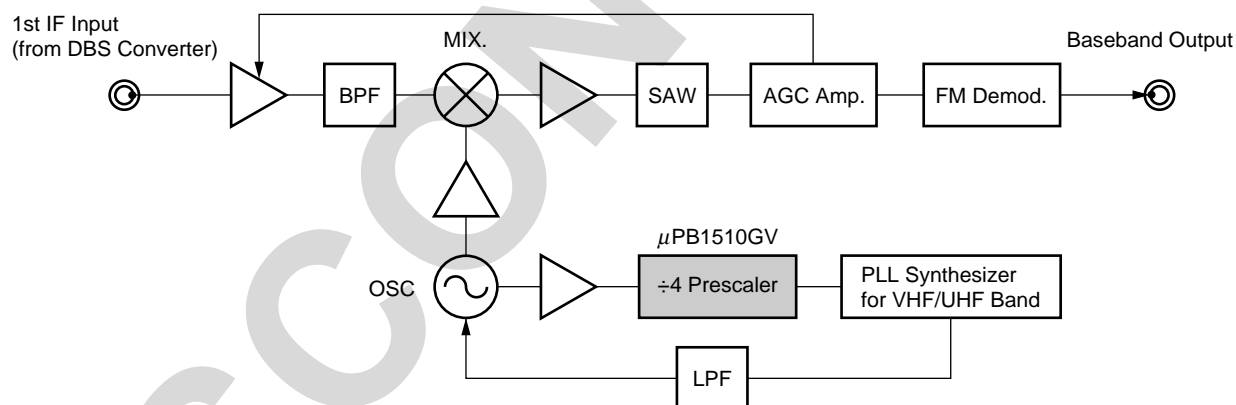 1st IF Input
(from DBS Converter)
MIX.
Baseband Output
BPF
SAW
AGC Amp.
FM Demod.
μPB1510GV
OSC
÷4 Prescaler
PLL Synthesizer
for VHF/UHF Band
LPF